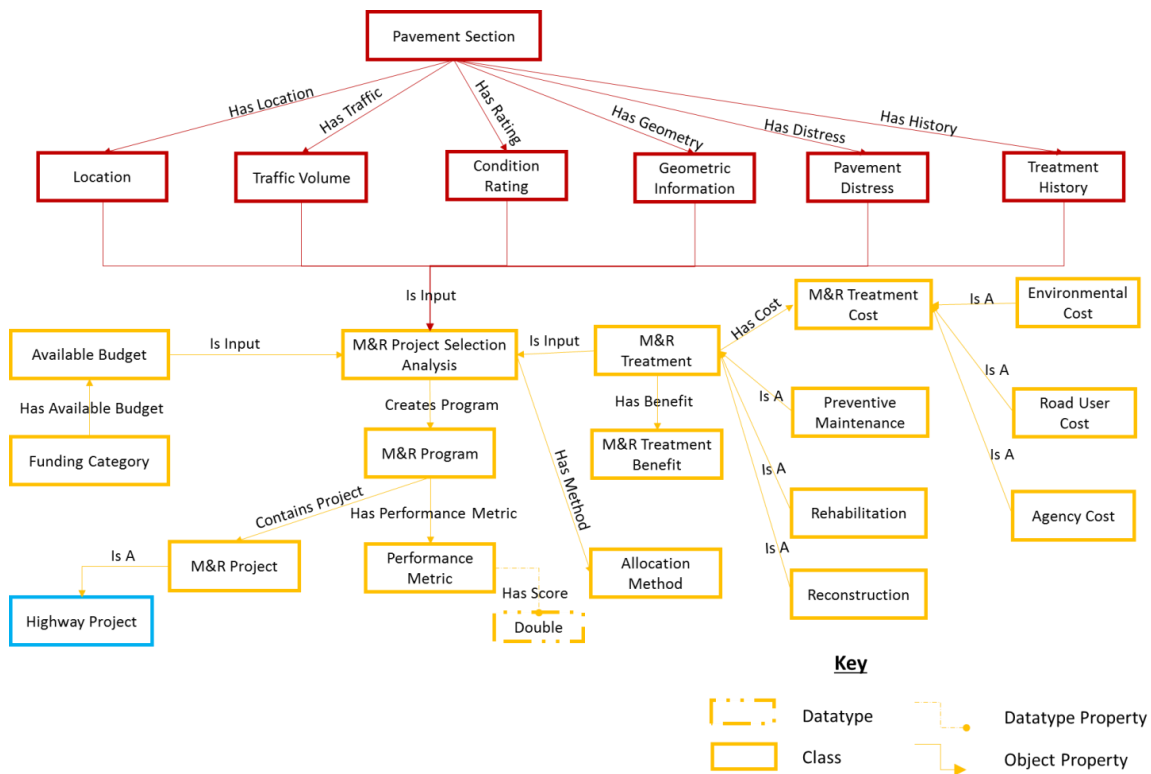 Pavement Section
Has Location
Has Traffic
Has Rating
Has Geometry
Has Distress
Has History
Location
Traffic Volume
Condition
Rating
Geometric
Information
Pavement
Distress
Treatment
History
Is Input
Available Budget
Is Input
M&R Project Selection
Analysis
Is Input
M&R
Treatment
Has Cost
M&R Treatment
Cost
Is A
Environmental
Cost
Has Available Budget
Creates Program
Has Benefit
Is A
Preventive
Maintenance
Is A
Road User
Cost
Funding Category
M&R Program
M&R Treatment
Benefit
Has Method
Is A
Is A
Contains Project
Has Performance Metric
Rehabilitation
Agency Cost
Is A
M&R Project
Performance
Metric
Allocation
Method
Is A
Reconstruction
Has Score
Highway Project
Double
Key
Datatype
Datatype Property
Class
Object Property